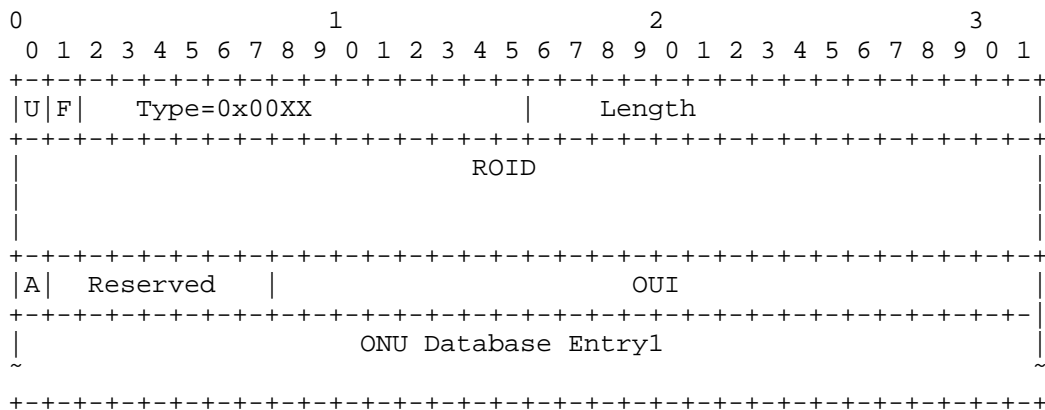 0                   1                   2                   3
 0 1 2 3 4 5 6 7 8 9 0 1 2 3 4 5 6 7 8 9 0 1 2 3 4 5 6 7 8 9 0 1
+-+-+-+-+-+-+-+-+-+-+-+-+-+-+-+-+-+-+-+-+-+-+-+-+-+-+-+-+-+-+-+-+
|U|F|   Type=0x00XX             |    Length                     |
+-+-+-+-+-+-+-+-+-+-+-+-+-+-+-+-+-+-+-+-+-+-+-+-+-+-+-+-+-+-+-+-+
|                            ROID                               |
|                                                               |
|                                                               |
+-+-+-+-+-+-+-+-+-+-+-+-+-+-+-+-+-+-+-+-+-+-+-+-+-+-+-+-+-+-+-+-+
|A|  Reserved   |                      OUI                      |
+-+-+-+-+-+-+-+-+-+-+-+-+-+-+-+-+-+-+-+-+-+-+-+-+-+-+-+-+-+-+-+-|
|                     ONU Database Entry1                       |
~                                                               ~
+-+-+-+-+-+-+-+-+-+-+-+-+-+-+-+-+-+-+-+-+-+-+-+-+-+-+-+-+-+-+-+-+